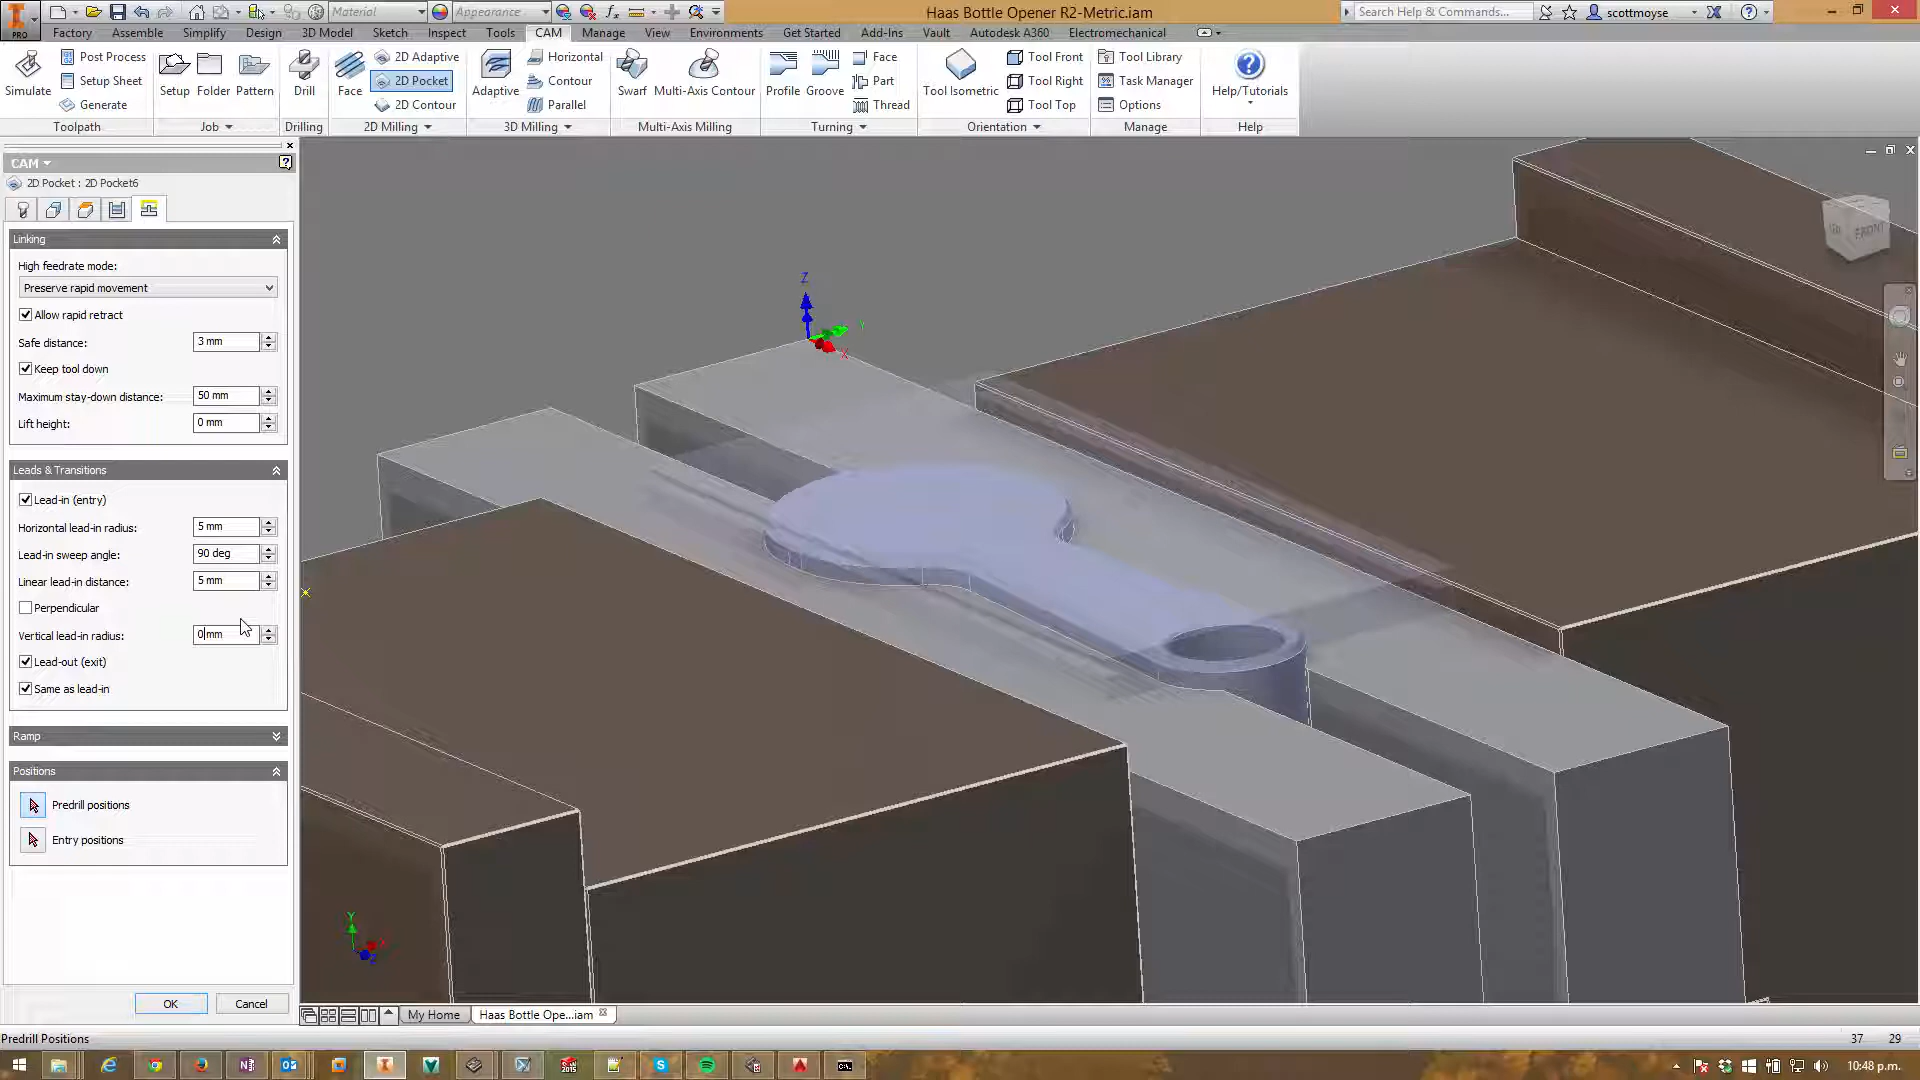 Material
Appearance
Haas Bottle Opener R2-Metric.iam
Search Help & Commands...
scottmoyse
PRO
Factory Assemble Simplify Design 3D Model Sketch Inspect Tools CAM Manage View Environments Get Started Add-Ins Vault Autodesk A360 Electromechanical
Simulate
Post Process
Setup Sheet
Generate
Toolpath
Setup Folder Pattern
Job
Drill
Drilling
Face
2D Adaptive
2D Pocket
2D Contour
2D Milling
Adaptive
Horizontal
Contour
Parallel
3D Milling
Swarf Multi-Axis Contour
Multi-Axis Milling
Profile Groove
Face
Part
Thread
Turning
Tool Isometric
Tool Front
Tool Right
Tool Top
Orientation
Tool Library
Task Manager
Options
Manage
Help/Tutorials
Help
CAM
2D Pocket : 2D Pocket6
Linking
High feedrate mode:
Preserve rapid movement
Allow rapid retract
Safe distance: 3 mm
Keep tool down
Maximum stay-down distance: 50 mm
Lift height: 0 mm
Leads & Transitions
Lead-in (entry)
Horizontal lead-in radius: 5 mm
Lead-in sweep angle: 90 deg
Linear lead-in distance: 5 mm
Perpendicular
Vertical lead-in radius: 0 mm
Lead-out (exit)
Same as lead-in
Ramp
Positions
Predrill positions
Entry positions
OK Cancel
Z
Y
X
FRONT
Y
X
Z
My Home Haas Bottle Ope...iam
Predrill Positions
37 29
10:48 p.m.